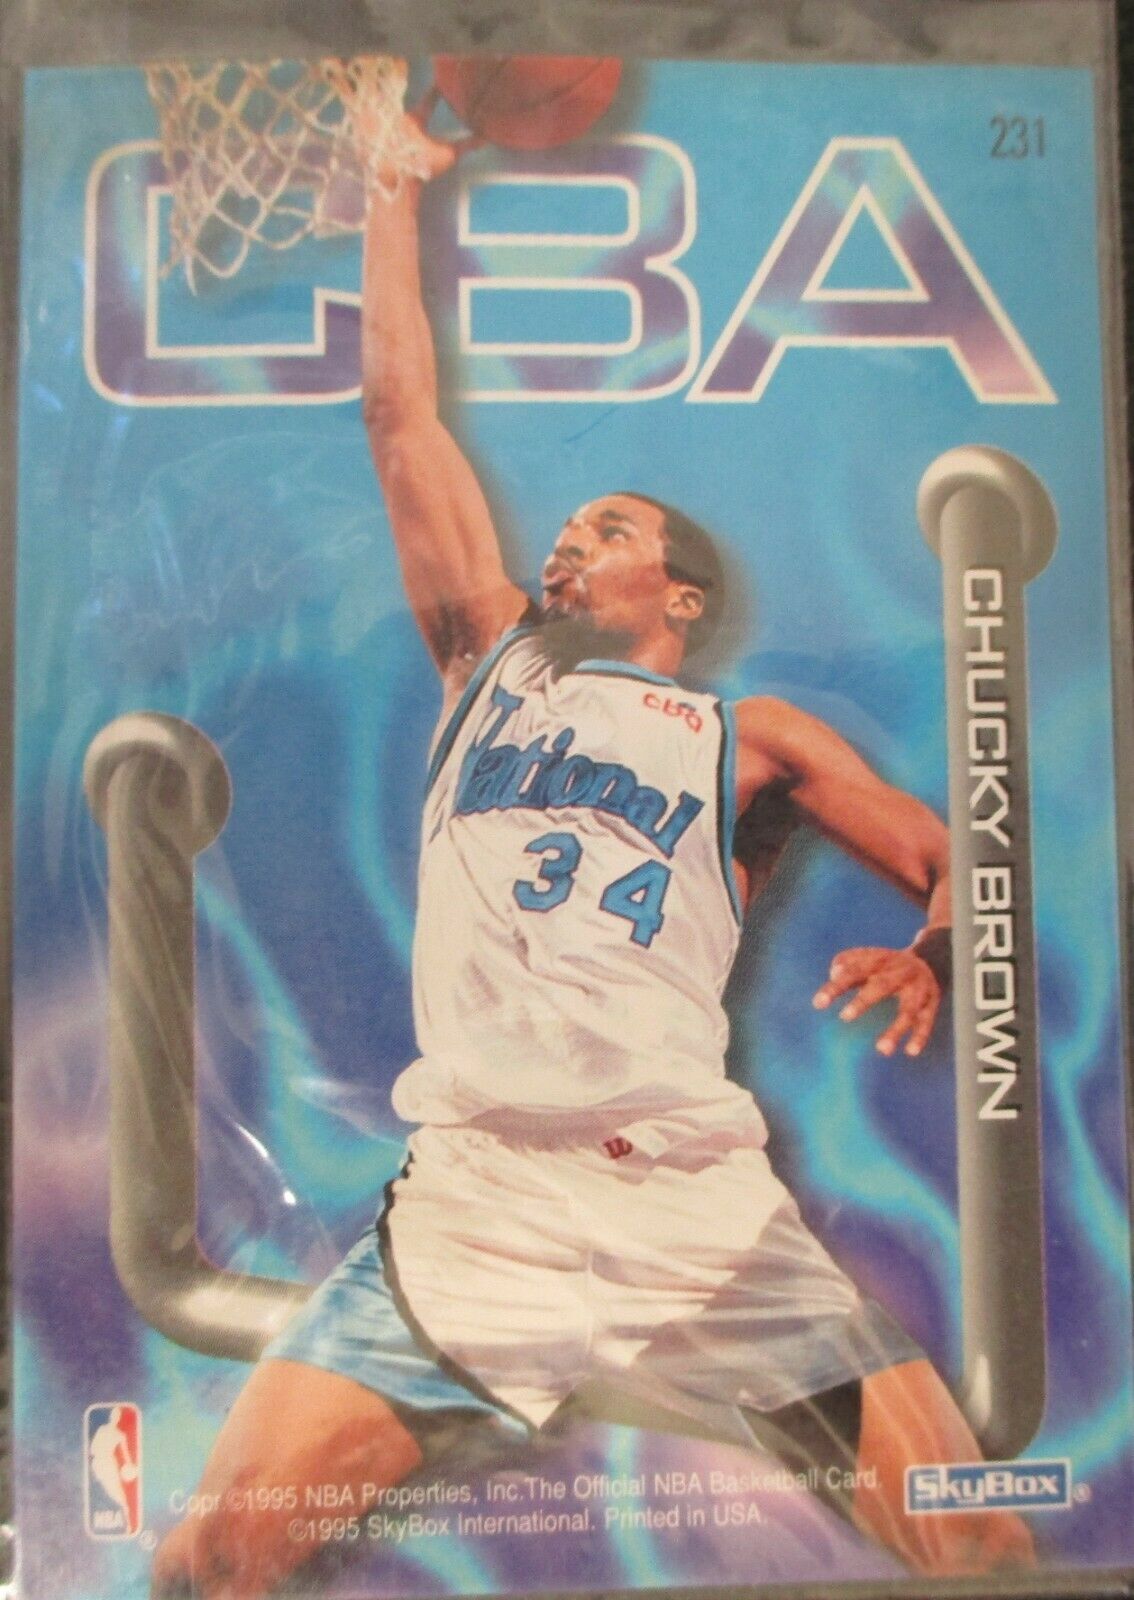 231
CBA
CHUCKY BROWN
cba
National
34
W
NBA
Copr.©1995 NBA Properties, Inc.The Official NBA Basketball Card.
©1995 SkyBox International. Printed in USA.
SkyBox®